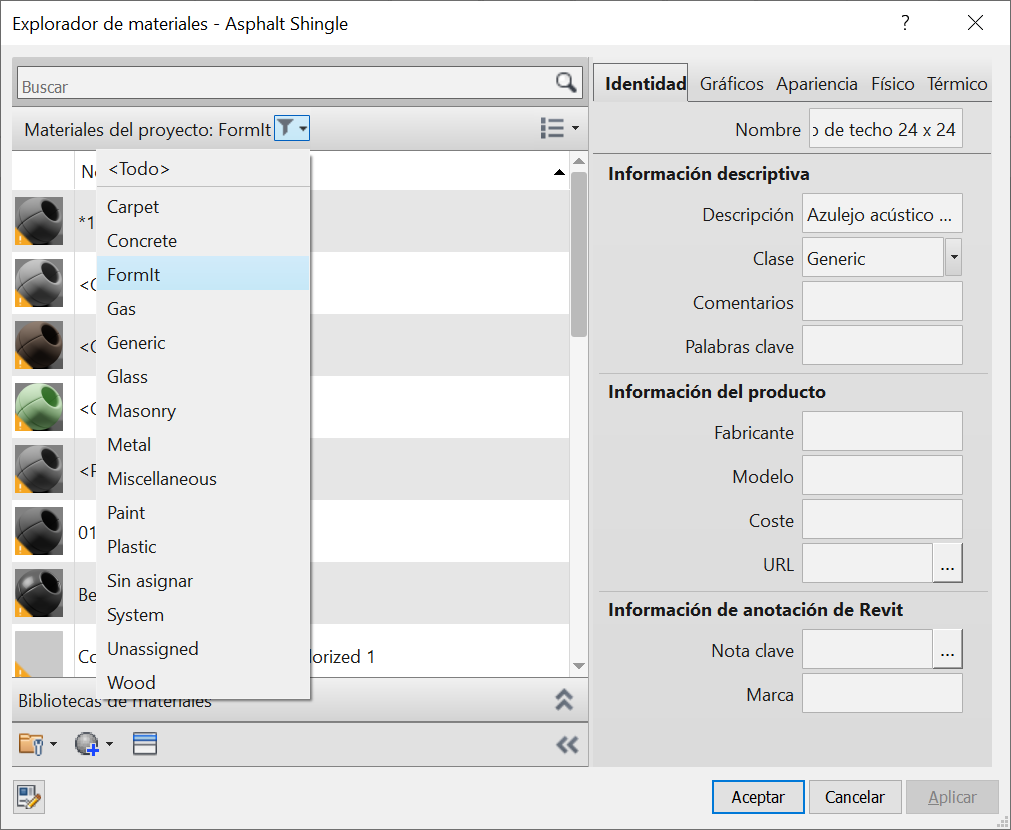 Explorador de materiales - Asphalt Shingle
?
Buscar
Materiales del proyecto: FormIt
<Todo>
Carpet
*1
Concrete
FormIt
Gas
Generic
Glass
Masonry
Metal
Miscellaneous
Paint
01
Plastic
Sin asignar
Be
System
Unassigned
Co
lorized 1
Wood
Bibliotecas de materiales
Identidad Gráficos Apariencia Físico Térmico
Nombre o de techo 24 x 24
Información descriptiva
Descripción Azulejo acústico ...
Clase Generic
Comentarios
Palabras clave
Información del producto
Fabricante
Modelo
Coste
URL ...
Información de anotación de Revit
Nota clave ...
Marca
Aceptar Cancelar Aplicar